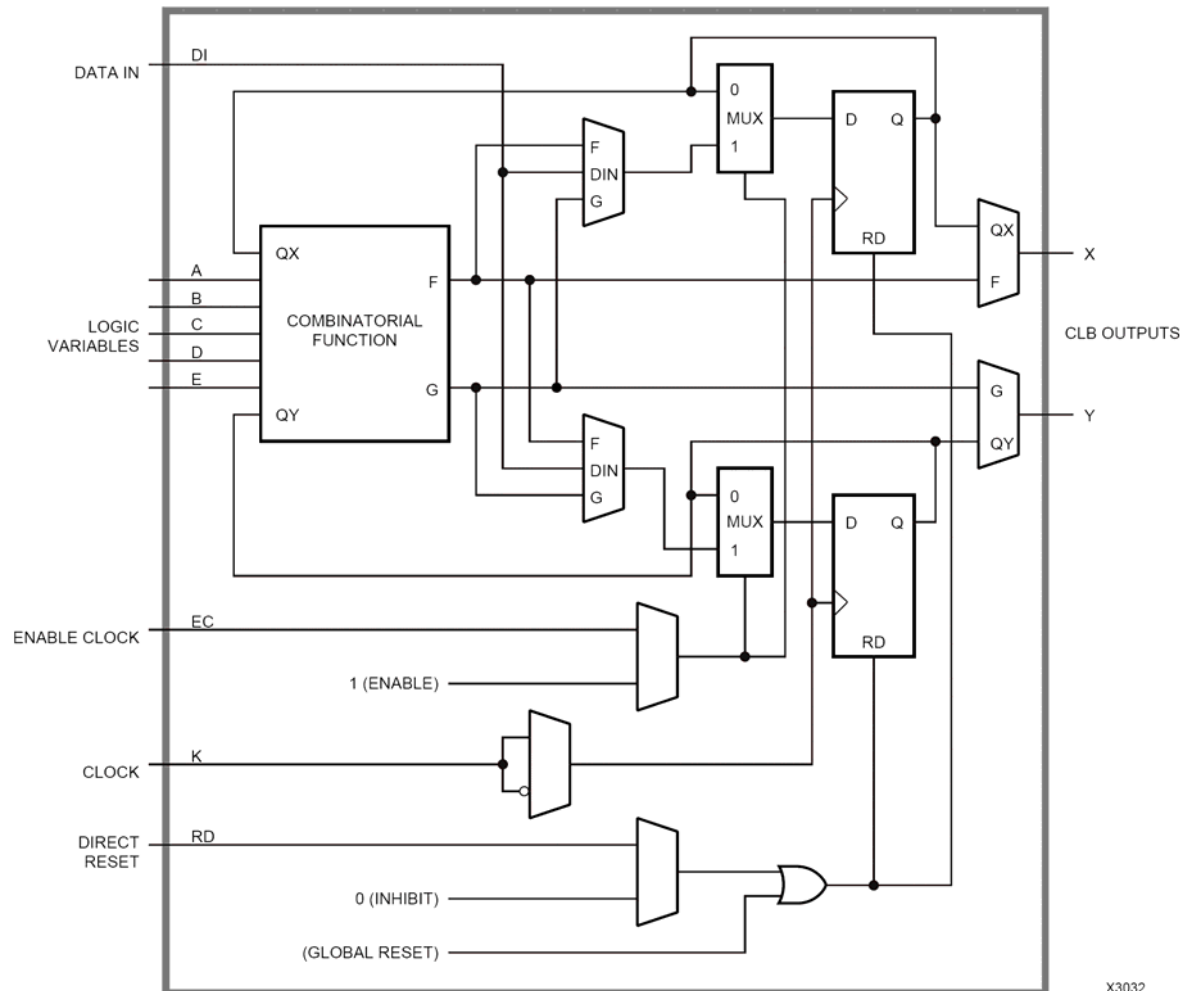 DI
DATA IN
0
MUX
1
D
Q
RD
F
DIN
G
QX
F
X
QX
A
B
C
D
E
QY
COMBINATORIAL
FUNCTION
F
G
LOGIC
VARIABLES
CLB OUTPUTS
G
QY
Y
F
DIN
G
0
MUX
1
D
Q
RD
EC
ENABLE CLOCK
1 (ENABLE)
K
CLOCK
RD
DIRECT
RESET
0 (INHIBIT)
(GLOBAL RESET)
X3032